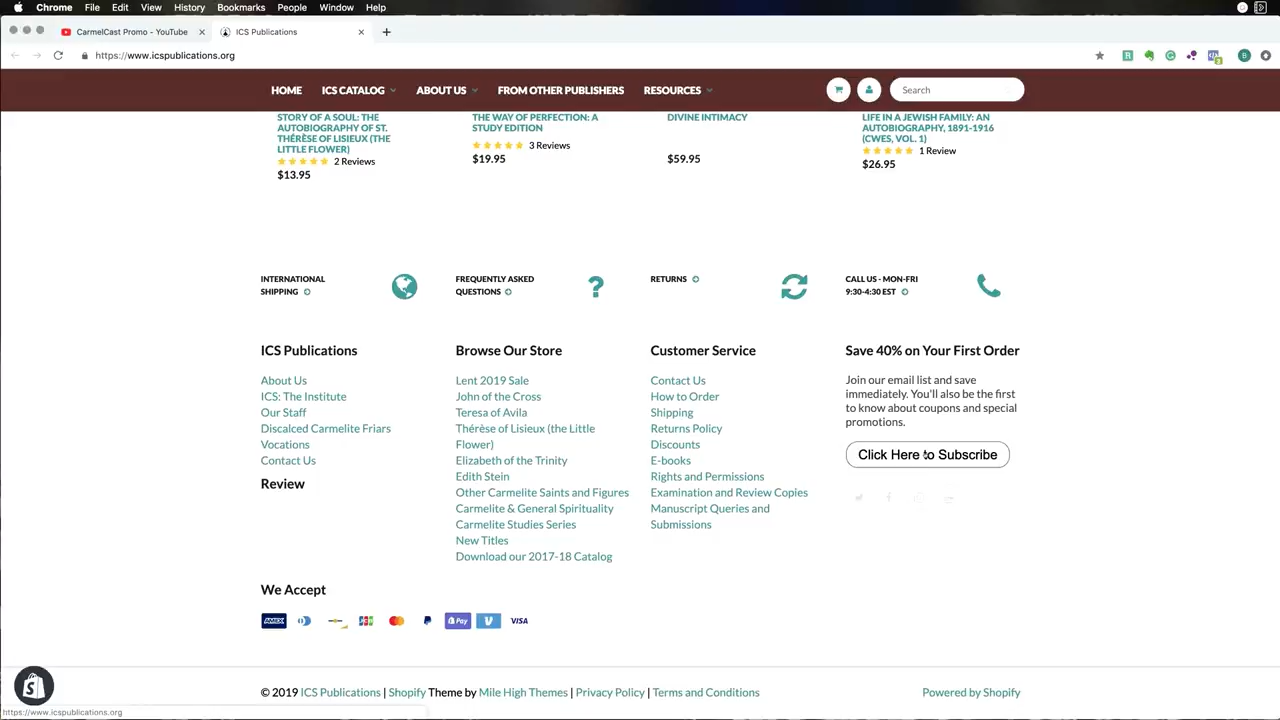 Chrome File Edit View History Bookmarks People Window Help
CarmelCast Promo - YouTube
ICS Publications
https://www.icspublications.org
HOME
ICS CATALOG
ABOUT US
FROM OTHER PUBLISHERS
RESOURCES
Search
STORY OF A SOUL: THE
AUTOBIOGRAPHY OF ST.
THÉRÈSE OF LISIEUX (THE
LITTLE FLOWER)
2 Reviews
$13.95
THE WAY OF PERFECTION: A
STUDY EDITION
3 Reviews
$19.95
DIVINE INTIMACY
$59.95
LIFE IN A JEWISH FAMILY: AN
AUTOBIOGRAPHY, 1891-1916
(CWES, VOL. 1)
1 Review
$26.95
INTERNATIONAL
SHIPPING
FREQUENTLY ASKED
QUESTIONS
RETURNS
CALL US - MON-FRI
9:30-4:30 EST
ICS Publications
About Us
ICS: The Institute
Our Staff
Discalced Carmelite Friars
Vocations
Contact Us
Review
Browse Our Store
Lent 2019 Sale
John of the Cross
Teresa of Avila
Thérèse of Lisieux (the Little
Flower)
Elizabeth of the Trinity
Edith Stein
Other Carmelite Saints and Figures
Carmelite & General Spirituality
Carmelite Studies Series
New Titles
Download our 2017-18 Catalog
Customer Service
Contact Us
How to Order
Shipping
Returns Policy
Discounts
E-books
Rights and Permissions
Examination and Review Copies
Manuscript Queries and
Submissions
Save 40% on Your First Order
Join our email list and save
immediately. You'll also be the first
to know about coupons and special
promotions.
Click Here to Subscribe
We Accept
AMEX
JCB
Pay
VISA
© 2019 ICS Publications | Shopify Theme by Mile High Themes | Privacy Policy | Terms and Conditions
Powered by Shopify
https://www.icspublications.org